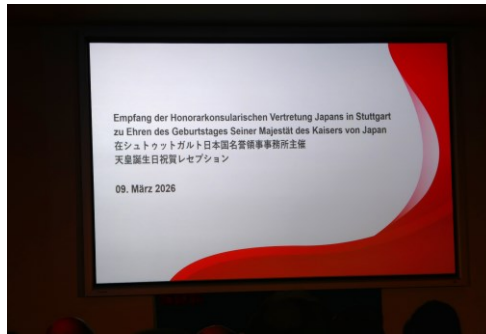 Empfang der Honorarkonsularischen Vertretung Japans in Stuttgart
zu Ehren des Geburtstages Seiner Majestät des Kaisers von Japan
在シュトゥットガルト日本国名誉領事事務所主催
天皇誕生日祝賀レセプション
09. März 2026